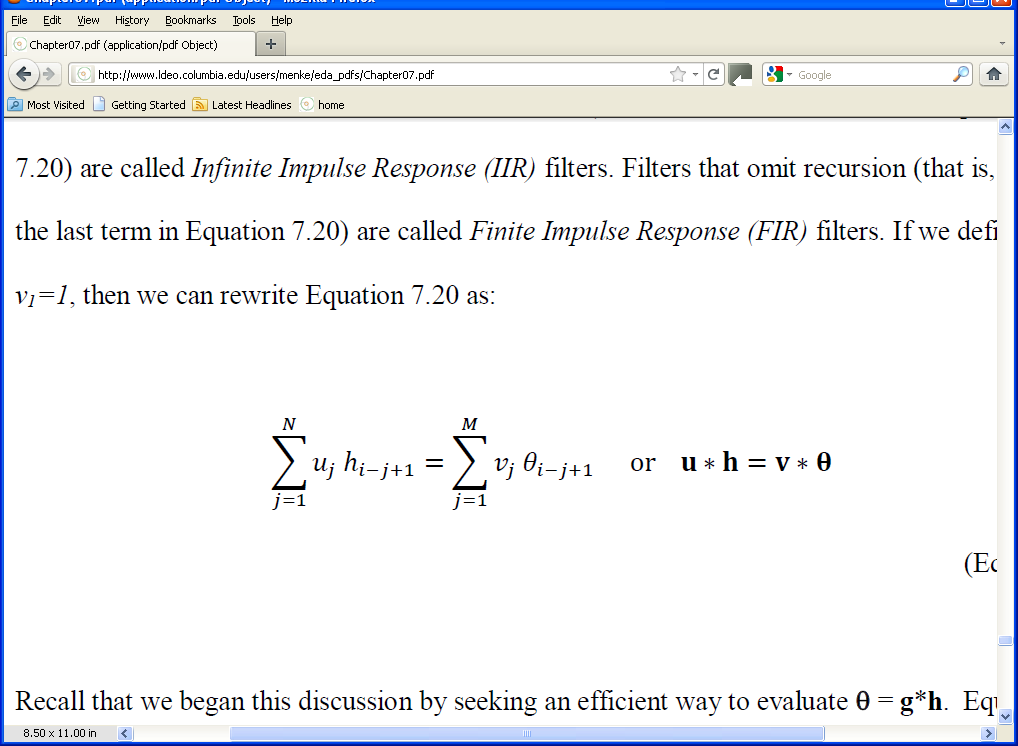 File Edit View History Bookmarks Tools Help
Chapter07.pdf (application/pdf Object)
http://www.ldeo.columbia.edu/users/menke/eda_pdfs/Chapter07.pdf Google
Most Visited Getting Started Latest Headlines home
7.20) are called Infinite Impulse Response (IIR) filters. Filters that omit recursion (that is,
the last term in Equation 7.20) are called Finite Impulse Response (FIR) filters. If we defi
v₁=1, then we can rewrite Equation 7.20 as:
∑_{j=1}^{N} u_j h_{i−j+1} = ∑_{j=1}^{M} v_j θ_{i−j+1} or u ∗ h = v ∗ θ
(Ec
Recall that we began this discussion by seeking an efficient way to evaluate θ = g*h. Equ
8.50 x 11.00 in